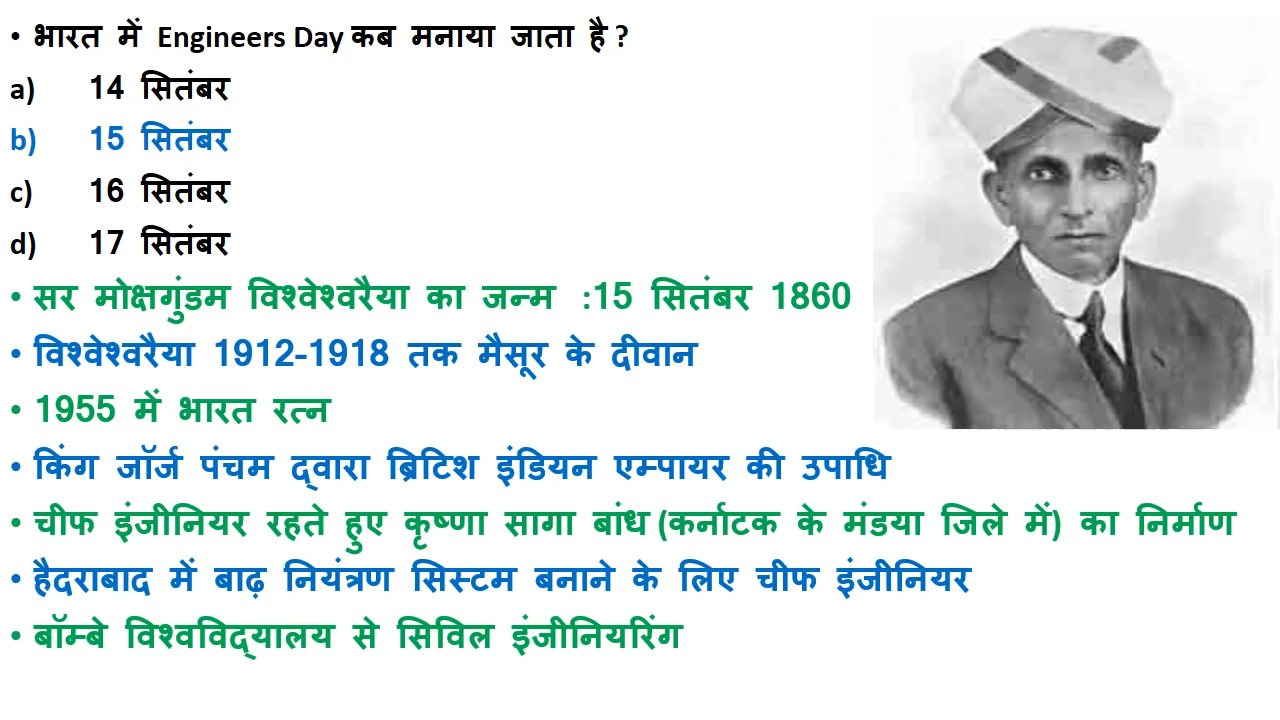 • भारत में Engineers Day कब मनाया जाता है ?
a) 14 सितंबर
b) 15 सितंबर
c) 16 सितंबर
d) 17 सितंबर
• सर मोक्षगुंडम विश्वेश्वरैया का जन्म :15 सितंबर 1860
• विश्वेश्वरैया 1912-1918 तक मैसूर के दीवान
• 1955 में भारत रत्न
• किंग जॉर्ज पंचम द्वारा ब्रिटिश इंडियन एम्पायर की उपाधि
• चीफ इंजीनियर रहते हुए कृष्णा सागा बांध (कर्नाटक के मंडया जिले में) का निर्माण
• हैदराबाद में बाढ़ नियंत्रण सिस्टम बनाने के लिए चीफ इंजीनियर
• बॉम्बे विश्वविद्यालय से सिविल इंजीनियरिंग